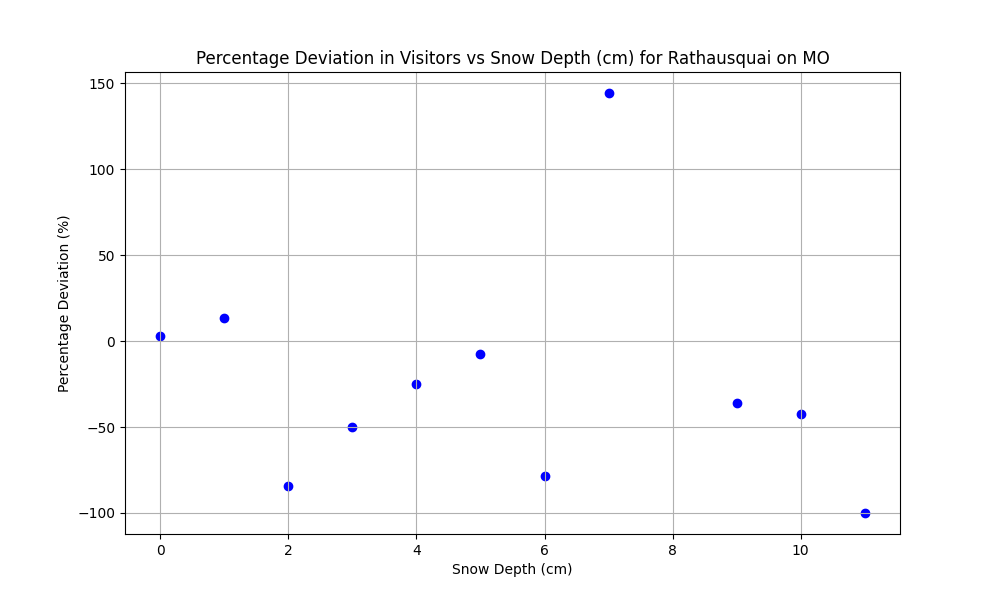 Percentage Deviation in Visitors vs Snow Depth (cm) for Rathausquai on MO
150
100
50
0
−50
−100
Percentage Deviation (%)
0 2 4 6 8 10
Snow Depth (cm)